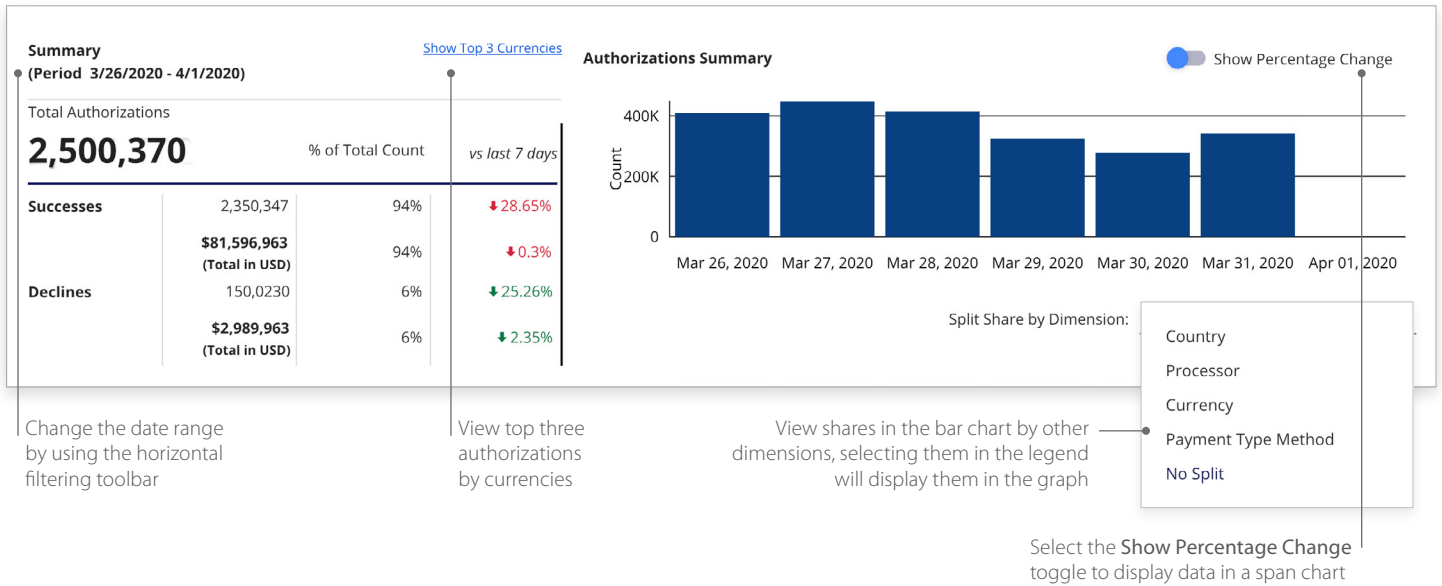 Summary
(Period 3/26/2020 - 4/1/2020)
Show Top 3 Currencies
Total Authorizations
2,500,370
% of Total Count
vs last 7 days
Successes
2,350,347
94%
28.65%
$81,596,963
(Total in USD)
94%
0.3%
Declines
150,0230
6%
25.26%
$2,989,963
(Total in USD)
6%
2.35%
Authorizations Summary
Show Percentage Change
Count
400K
200K
0
Mar 26, 2020
Mar 27, 2020
Mar 28, 2020
Mar 29, 2020
Mar 30, 2020
Mar 31, 2020
Apr 01, 2020
Split Share by Dimension:
Country
Processor
Currency
Payment Type Method
No Split
Change the date range
by using the horizontal
filtering toolbar
View top three
authorizations
by currencies
View shares in the bar chart by other
dimensions, selecting them in the legend
will display them in the graph
Select the Show Percentage Change
toggle to display data in a span chart